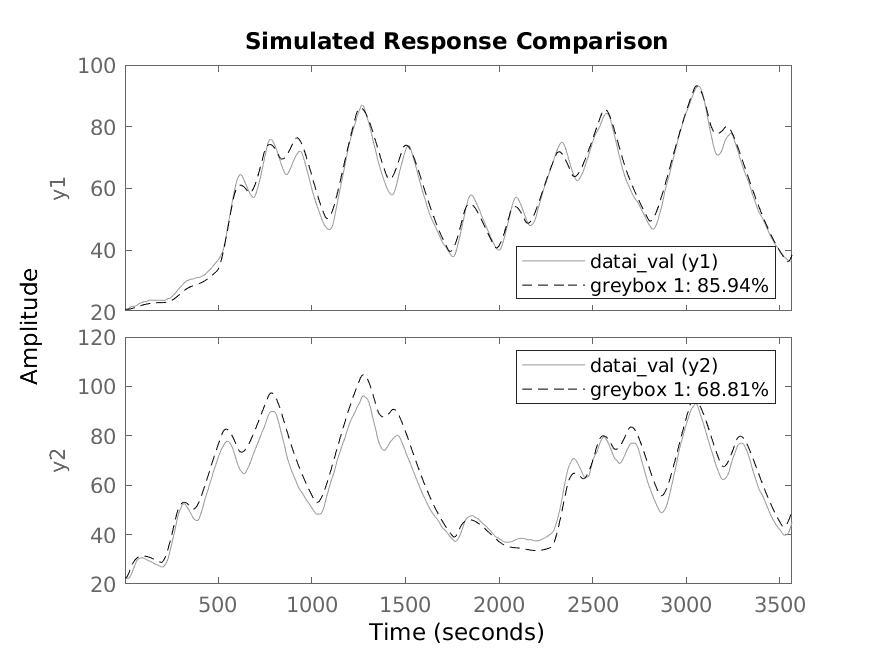 Simulated Response Comparison
100
80
60
40
20
y1
datai_val (y1)
greybox 1: 85.94%
Amplitude
120
100
80
60
40
20
y2
datai_val (y2)
greybox 1: 68.81%
500 1000 1500 2000 2500 3000 3500
Time (seconds)